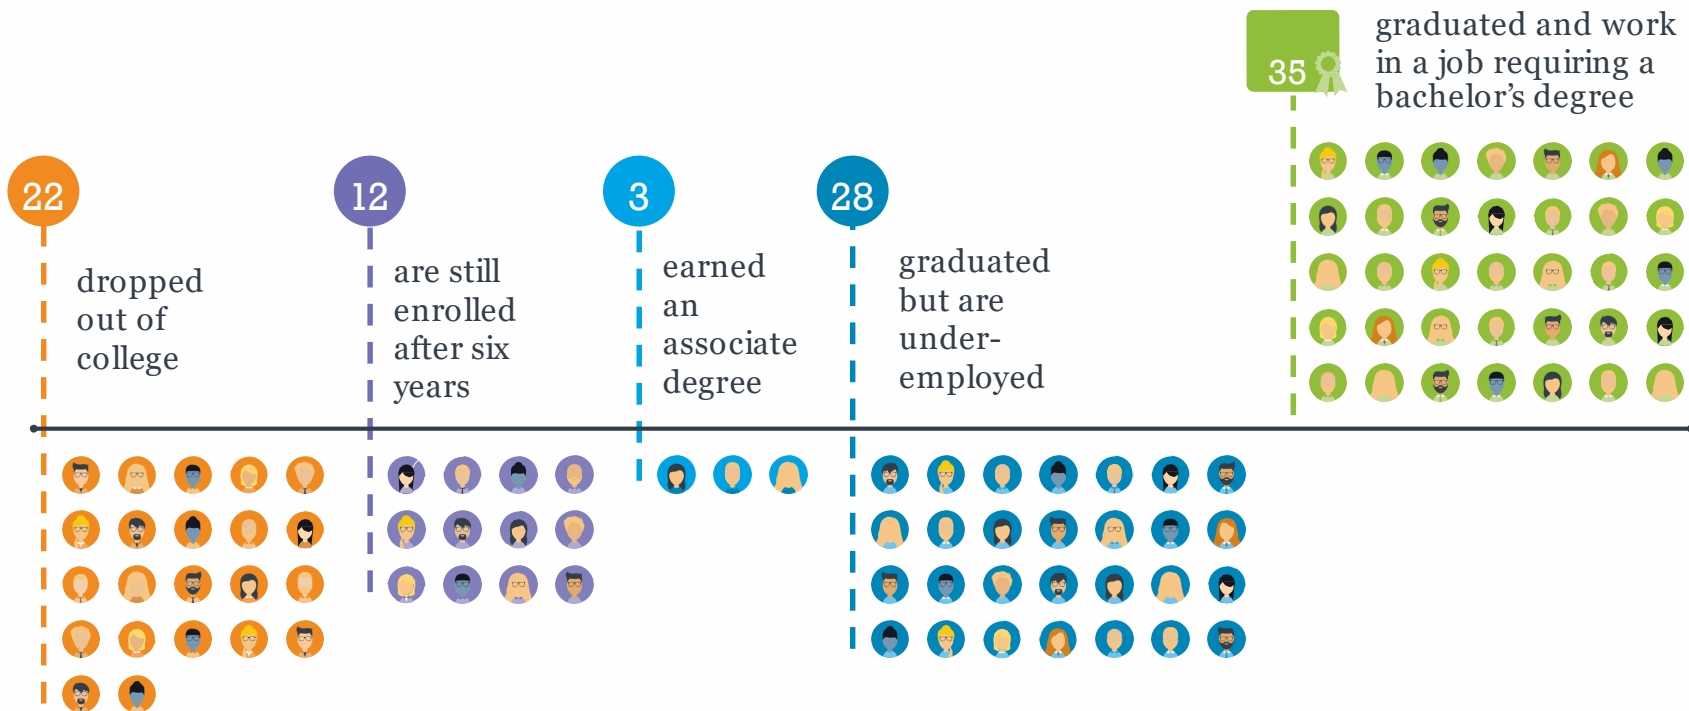 22
dropped
out of
college
12
are still
enrolled
after six
years
3
earned
an
associate
degree
28
graduated
but are
under-
employed
35
graduated and work
in a job requiring a
bachelor’s degree